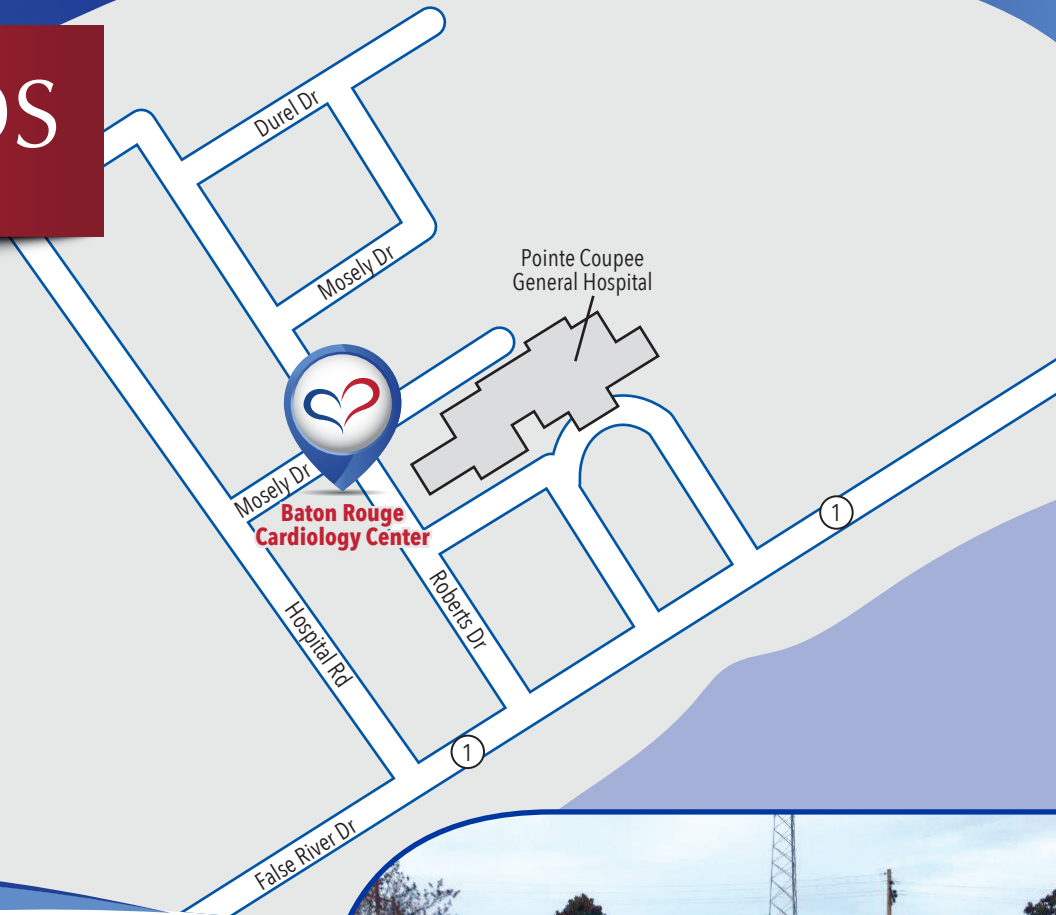 Durel Dr
Mosely Dr
Pointe Coupee
General Hospital
Mosely Dr
Baton Rouge
Cardiology Center
1
Roberts Dr
Hospital Rd
1
False River Dr